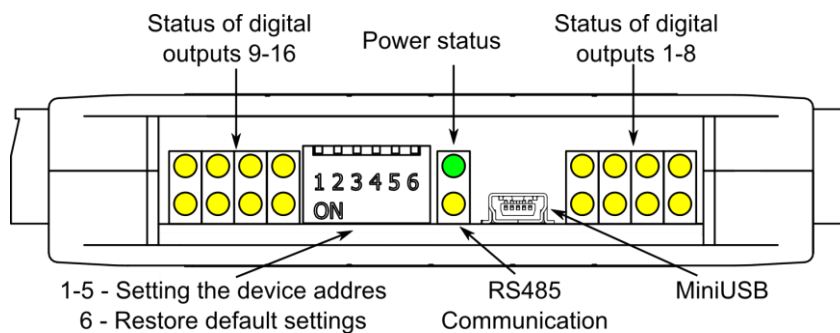 Status of digital
outputs 9-16
Power status
Status of digital
outputs 1-8
1 2 3 4 5 6
ON
1-5 - Setting the device addres
6 - Restore default settings
RS485
Communication
MiniUSB